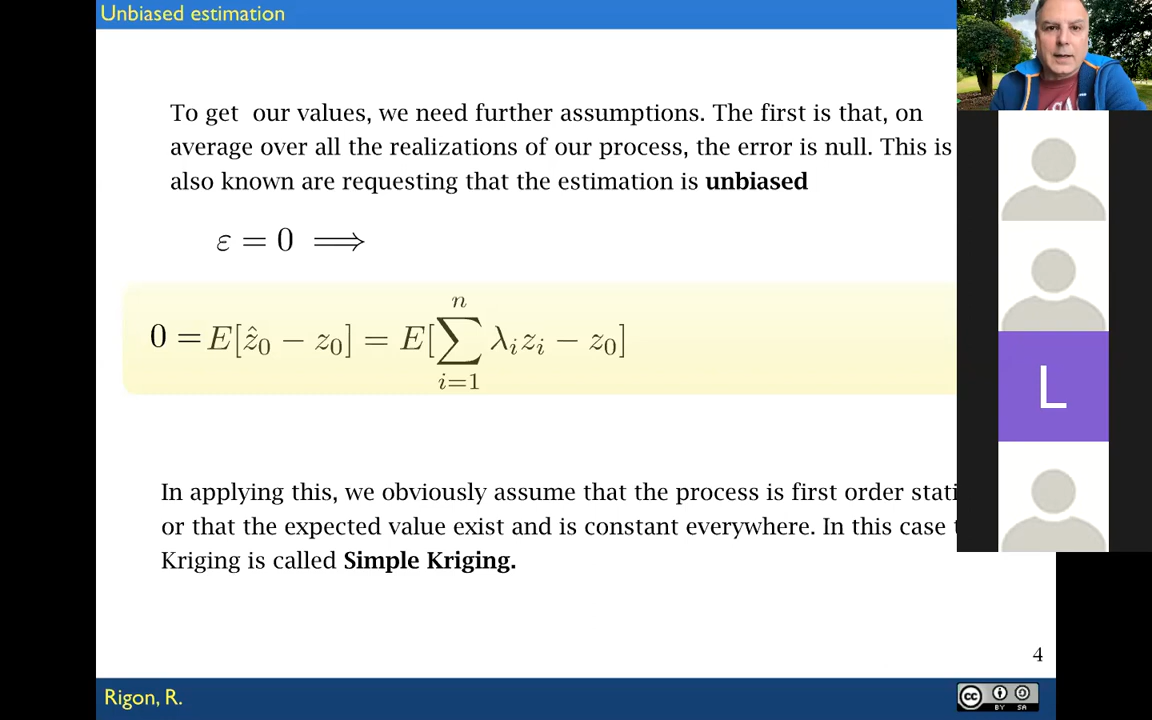 Unbiased estimation
To get our values, we need further assumptions. The first is that, on
average over all the realizations of our process, the error is null. This is
also known are requesting that the estimation is unbiased
ε = 0 ⟹
0 = E[ẑ₀ − z₀] = E[∑ᵢ₌₁ⁿ λᵢzᵢ − z₀]
In applying this, we obviously assume that the process is first order
or that the expected value exist and is constant everywhere. In this case
Kriging is called Simple Kriging.
L
4
Rigon, R.
cc BY SA